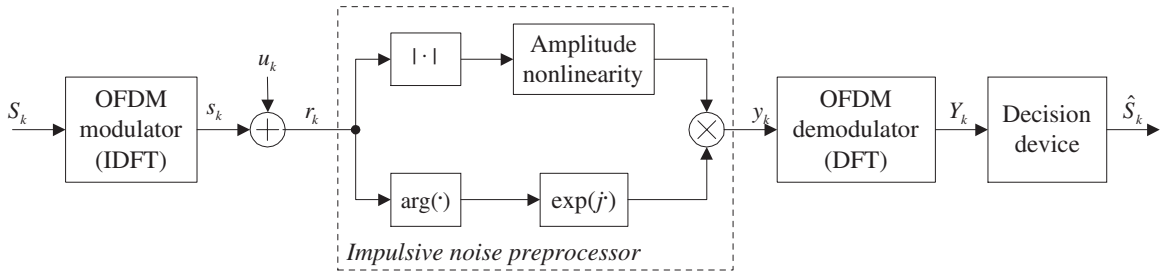 S_k
OFDM
modulator
(IDFT)
s_k
u_k
+
r_k
|·|
Amplitude
nonlinearity
arg(·)
exp(j·)
×
Impulsive noise preprocessor
y_k
OFDM
demodulator
(DFT)
Y_k
Decision
device
Ŝ_k